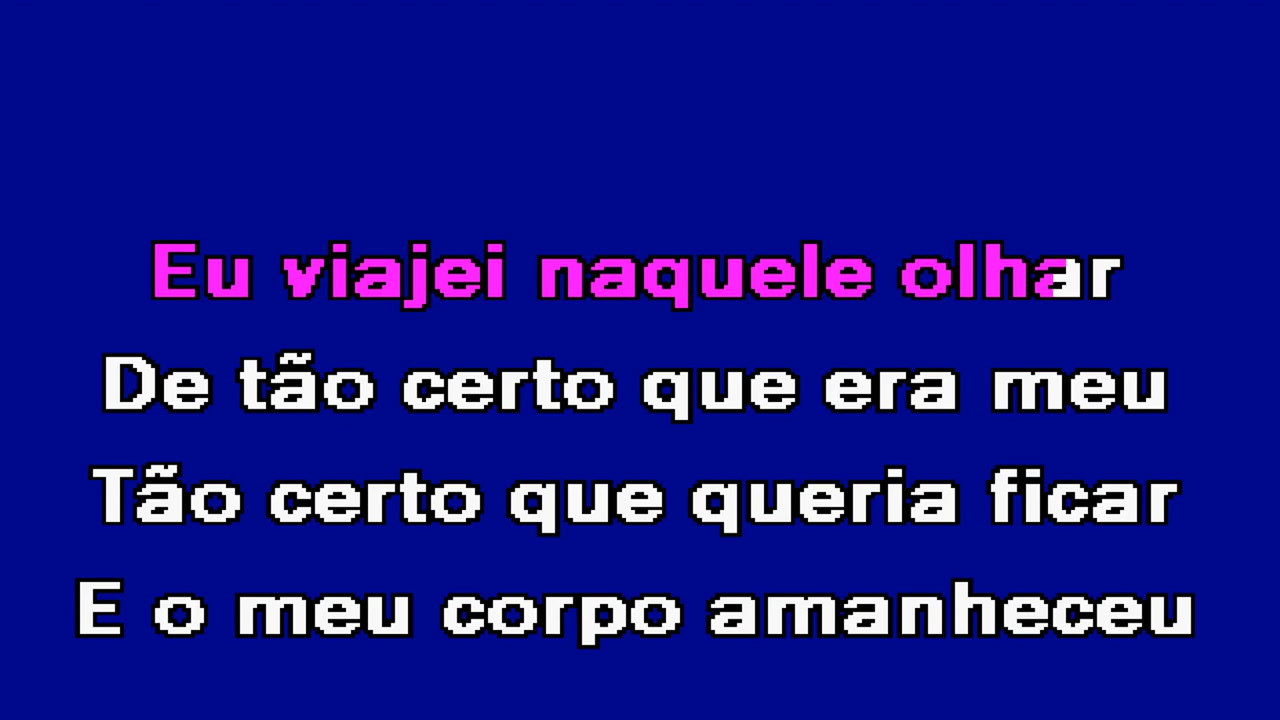 Eu viajei naquele olhar
De tão certo que era meu
Tão certo que queria ficar
E o meu corpo amanheceu